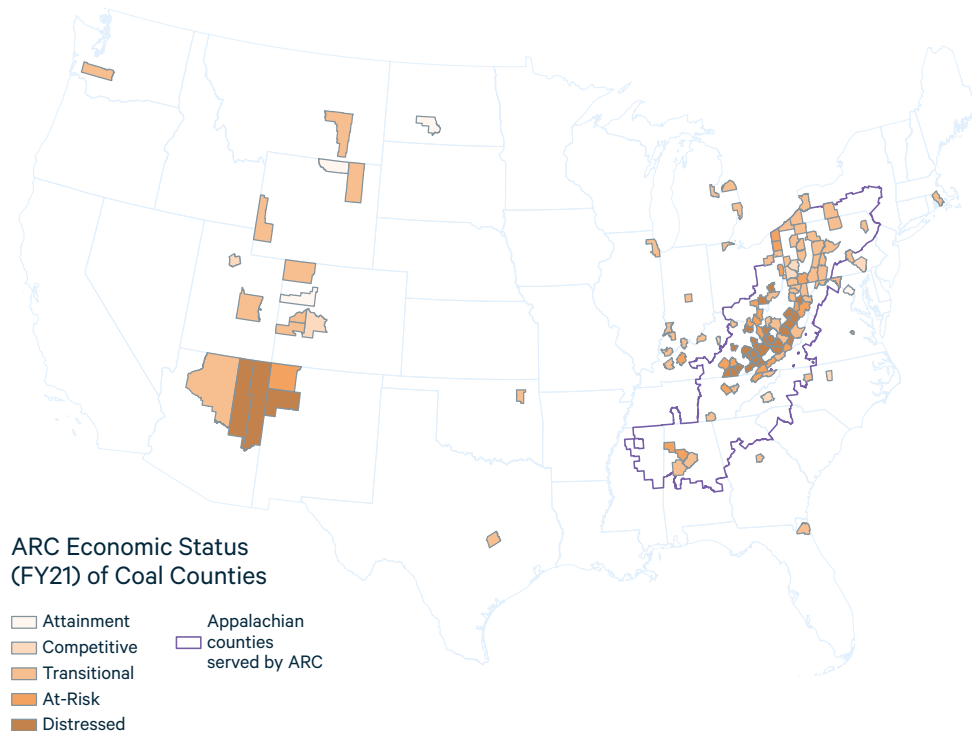 ARC Economic Status
(FY21) of Coal Counties
Attainment
Competitive
Transitional
At-Risk
Distressed
Appalachian
counties
served by ARC